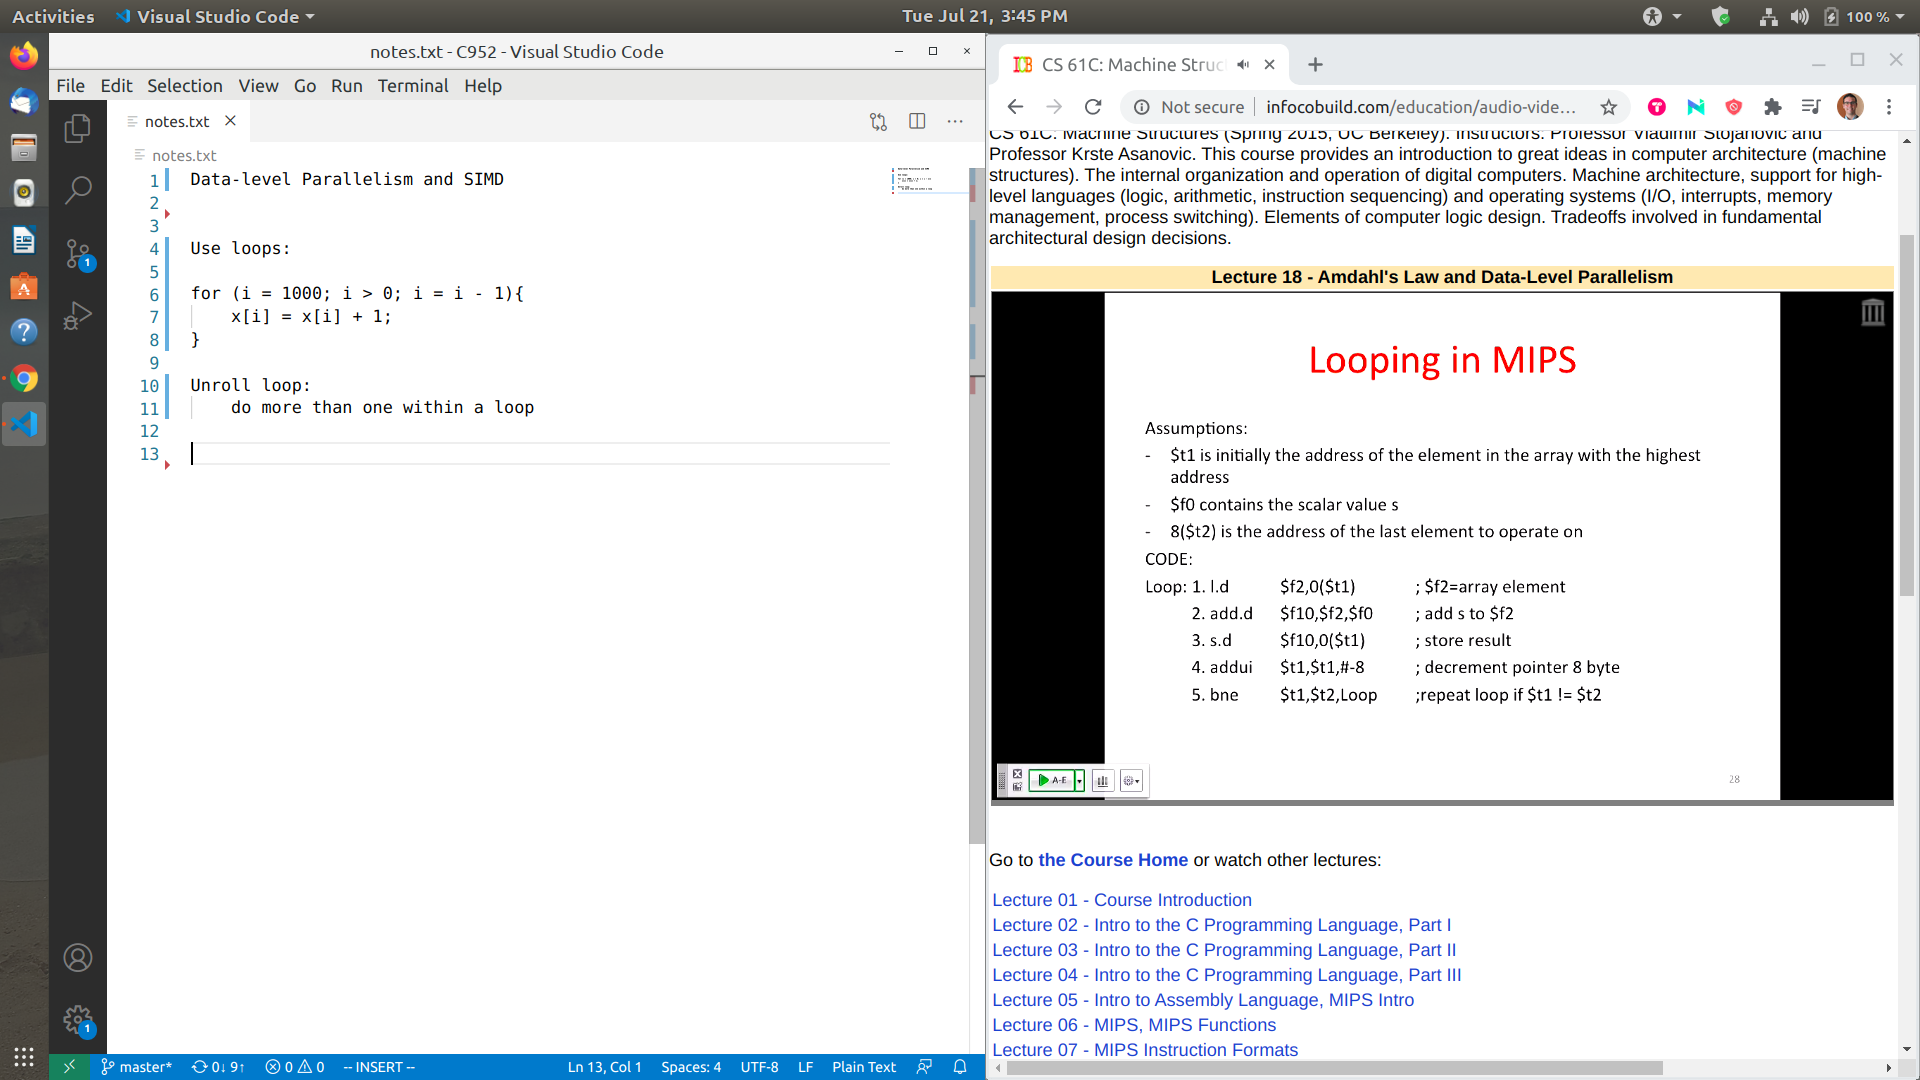 Activities
Visual Studio Code
Tue Jul 21, 3:45 PM
100 %
notes.txt - C952 - Visual Studio Code
File Edit Selection View Go Run Terminal Help
notes.txt
notes.txt
1 Data-level Parallelism and SIMD
2
3
4 Use loops:
5
6 for (i = 1000; i > 0; i = i - 1){
7 x[i] = x[i] + 1;
8 }
9
10 Unroll loop:
11 do more than one within a loop
12
13
1
1
master* 0↓ 9↑ 0 0 -- INSERT -- Ln 13, Col 1 Spaces: 4 UTF-8 LF Plain Text
CS 61C: Machine Struc
Not secure infocobuild.com/education/audio-vide...
CS 61C: Machine Structures (Spring 2015, UC Berkeley). Instructors: Professor Vladimir Stojanovic and
Professor Krste Asanovic. This course provides an introduction to great ideas in computer architecture (machine
structures). The internal organization and operation of digital computers. Machine architecture, support for high-
level languages (logic, arithmetic, instruction sequencing) and operating systems (I/O, interrupts, memory
management, process switching). Elements of computer logic design. Tradeoffs involved in fundamental
architectural design decisions.
Lecture 18 - Amdahl's Law and Data-Level Parallelism
Looping in MIPS
Assumptions:
- $t1 is initially the address of the element in the array with the highest
address
- $f0 contains the scalar value s
- 8($t2) is the address of the last element to operate on
CODE:
Loop: 1. l.d $f2,0($t1) ; $f2=array element
2. add.d $f10,$f2,$f0 ; add s to $f2
3. s.d $f10,0($t1) ; store result
4. addui $t1,$t1,#-8 ; decrement pointer 8 byte
5. bne $t1,$t2,Loop ;repeat loop if $t1 != $t2
A-E
28
Go to the Course Home or watch other lectures:
Lecture 01 - Course Introduction
Lecture 02 - Intro to the C Programming Language, Part I
Lecture 03 - Intro to the C Programming Language, Part II
Lecture 04 - Intro to the C Programming Language, Part III
Lecture 05 - Intro to Assembly Language, MIPS Intro
Lecture 06 - MIPS, MIPS Functions
Lecture 07 - MIPS Instruction Formats